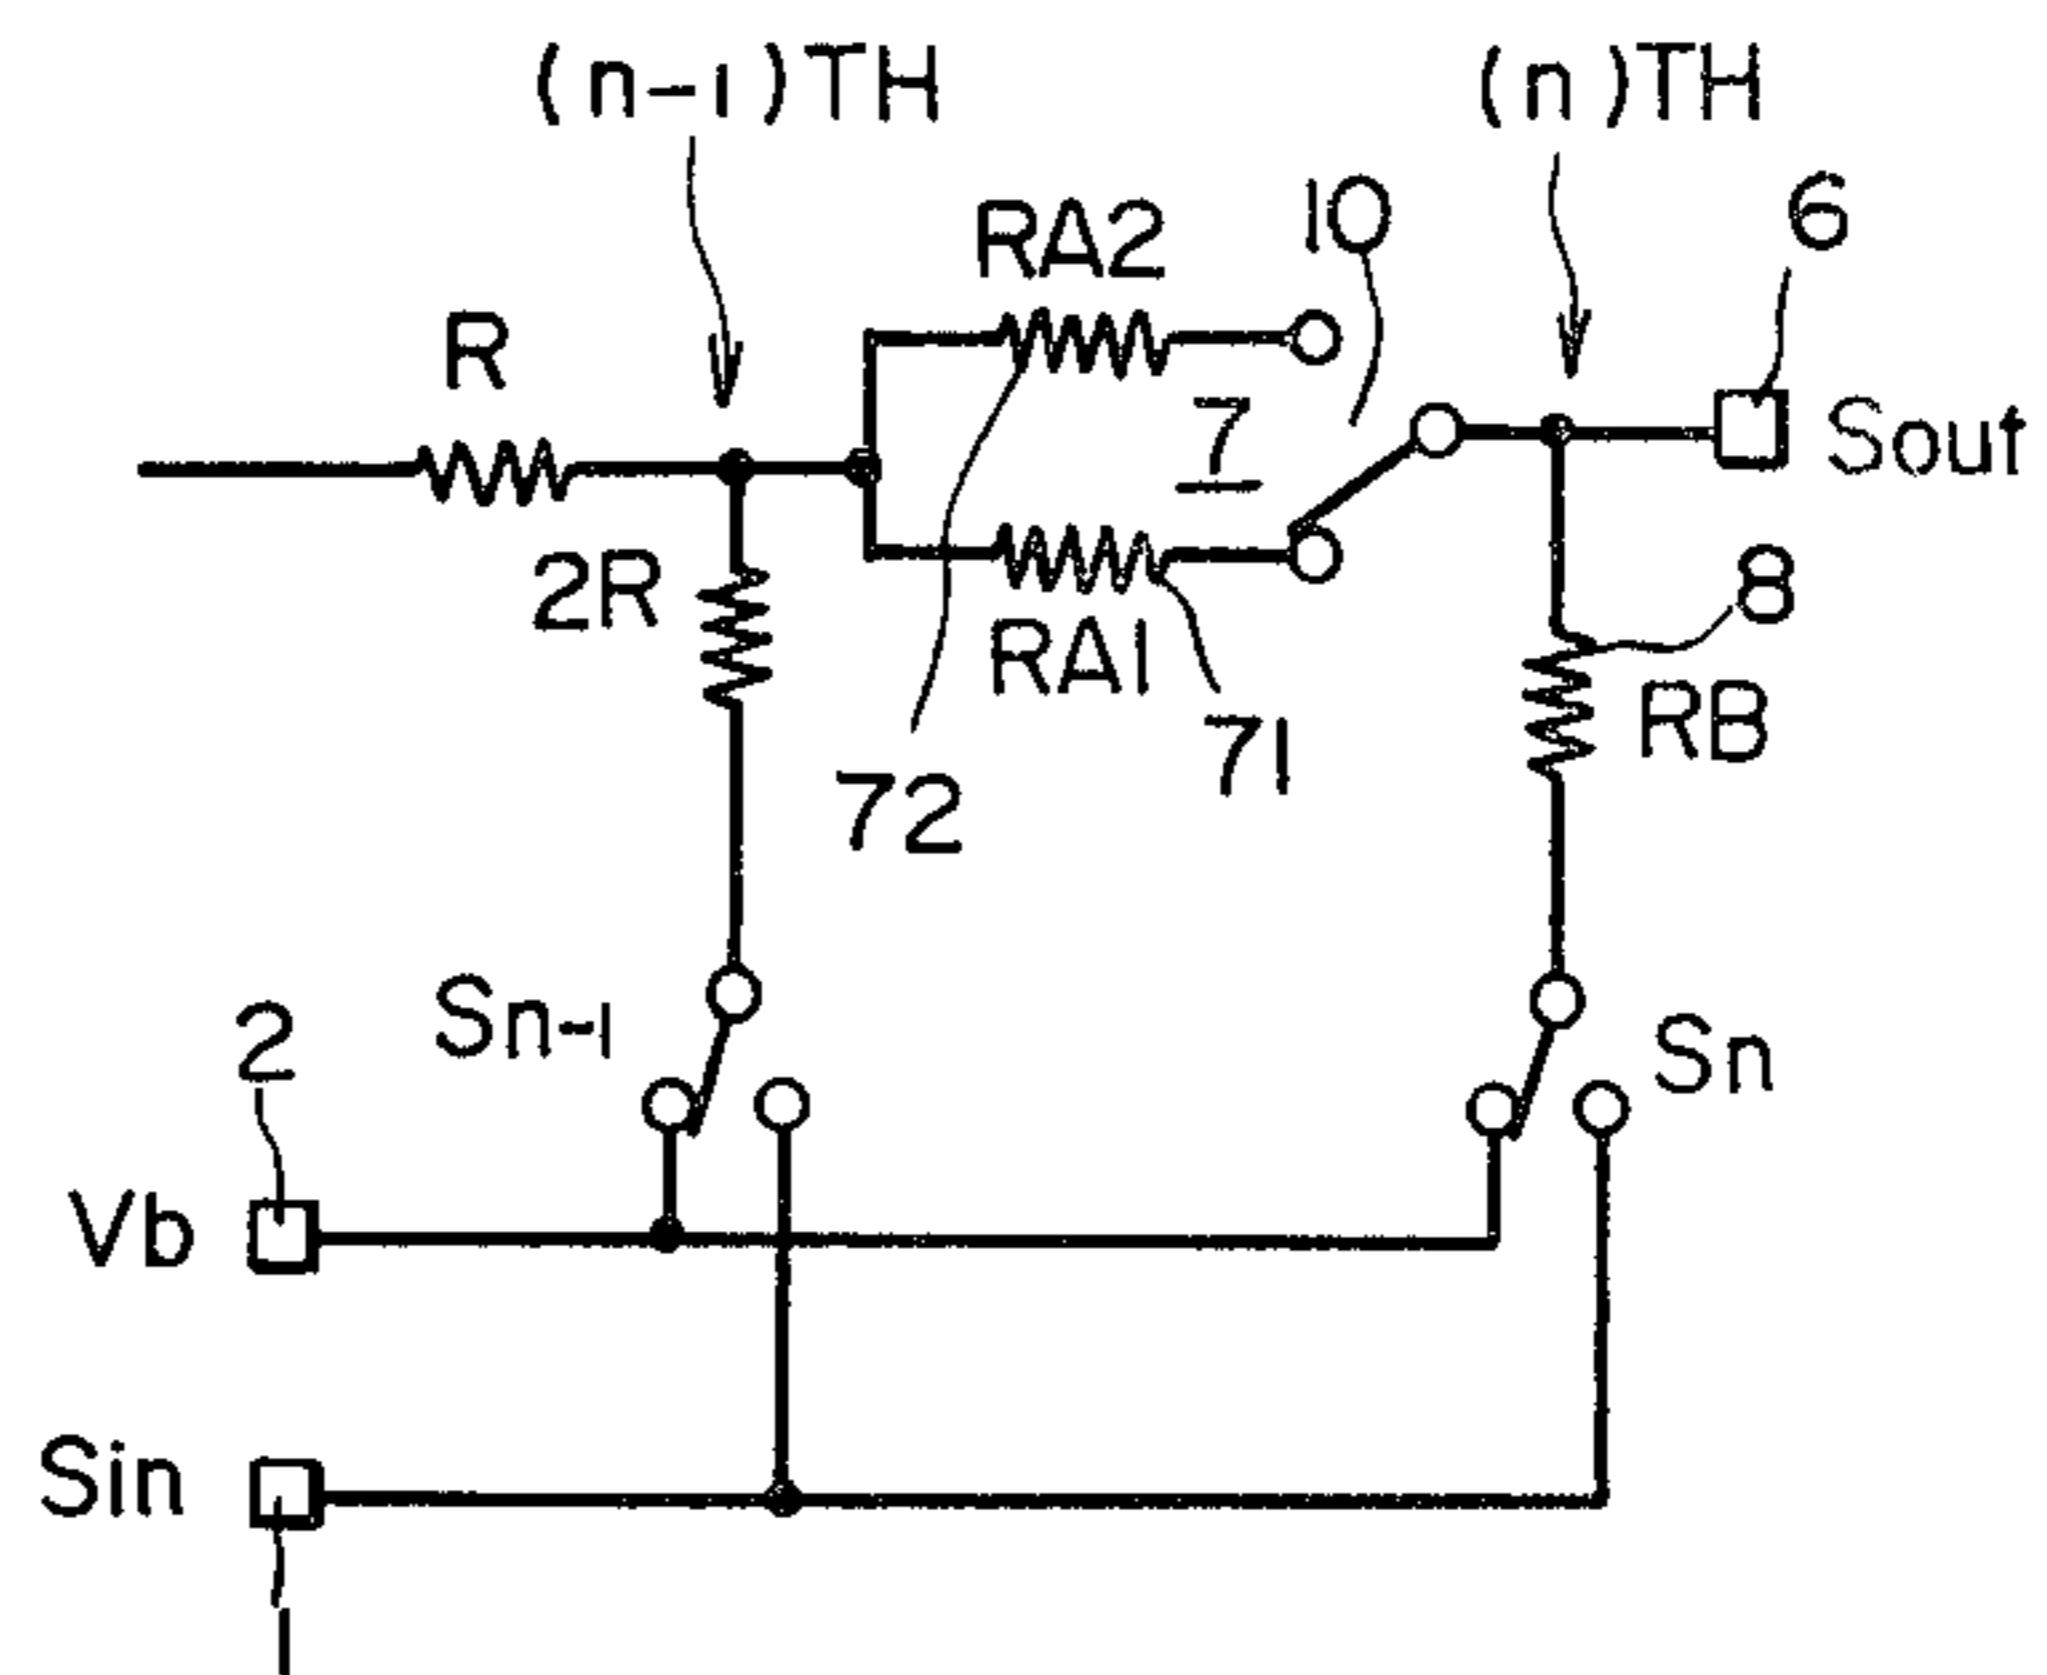 (n-1)TH
(n)TH
10
6
RA2
R
7
Sout
2R
8
RA1
RB
71
72
Sn-1
2
Sn
Vb
Sin
1